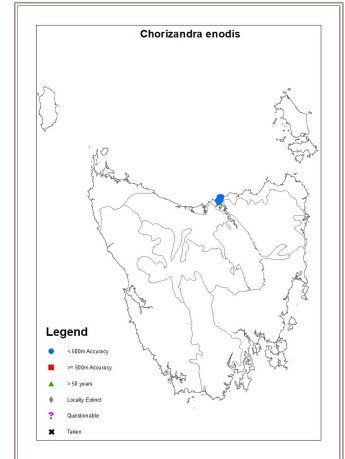 Chorizandra enodis
Legend
< 500m Accuracy
>= 500m Accuracy
> 50 years
Locally Extinct
? Questionable
Taken